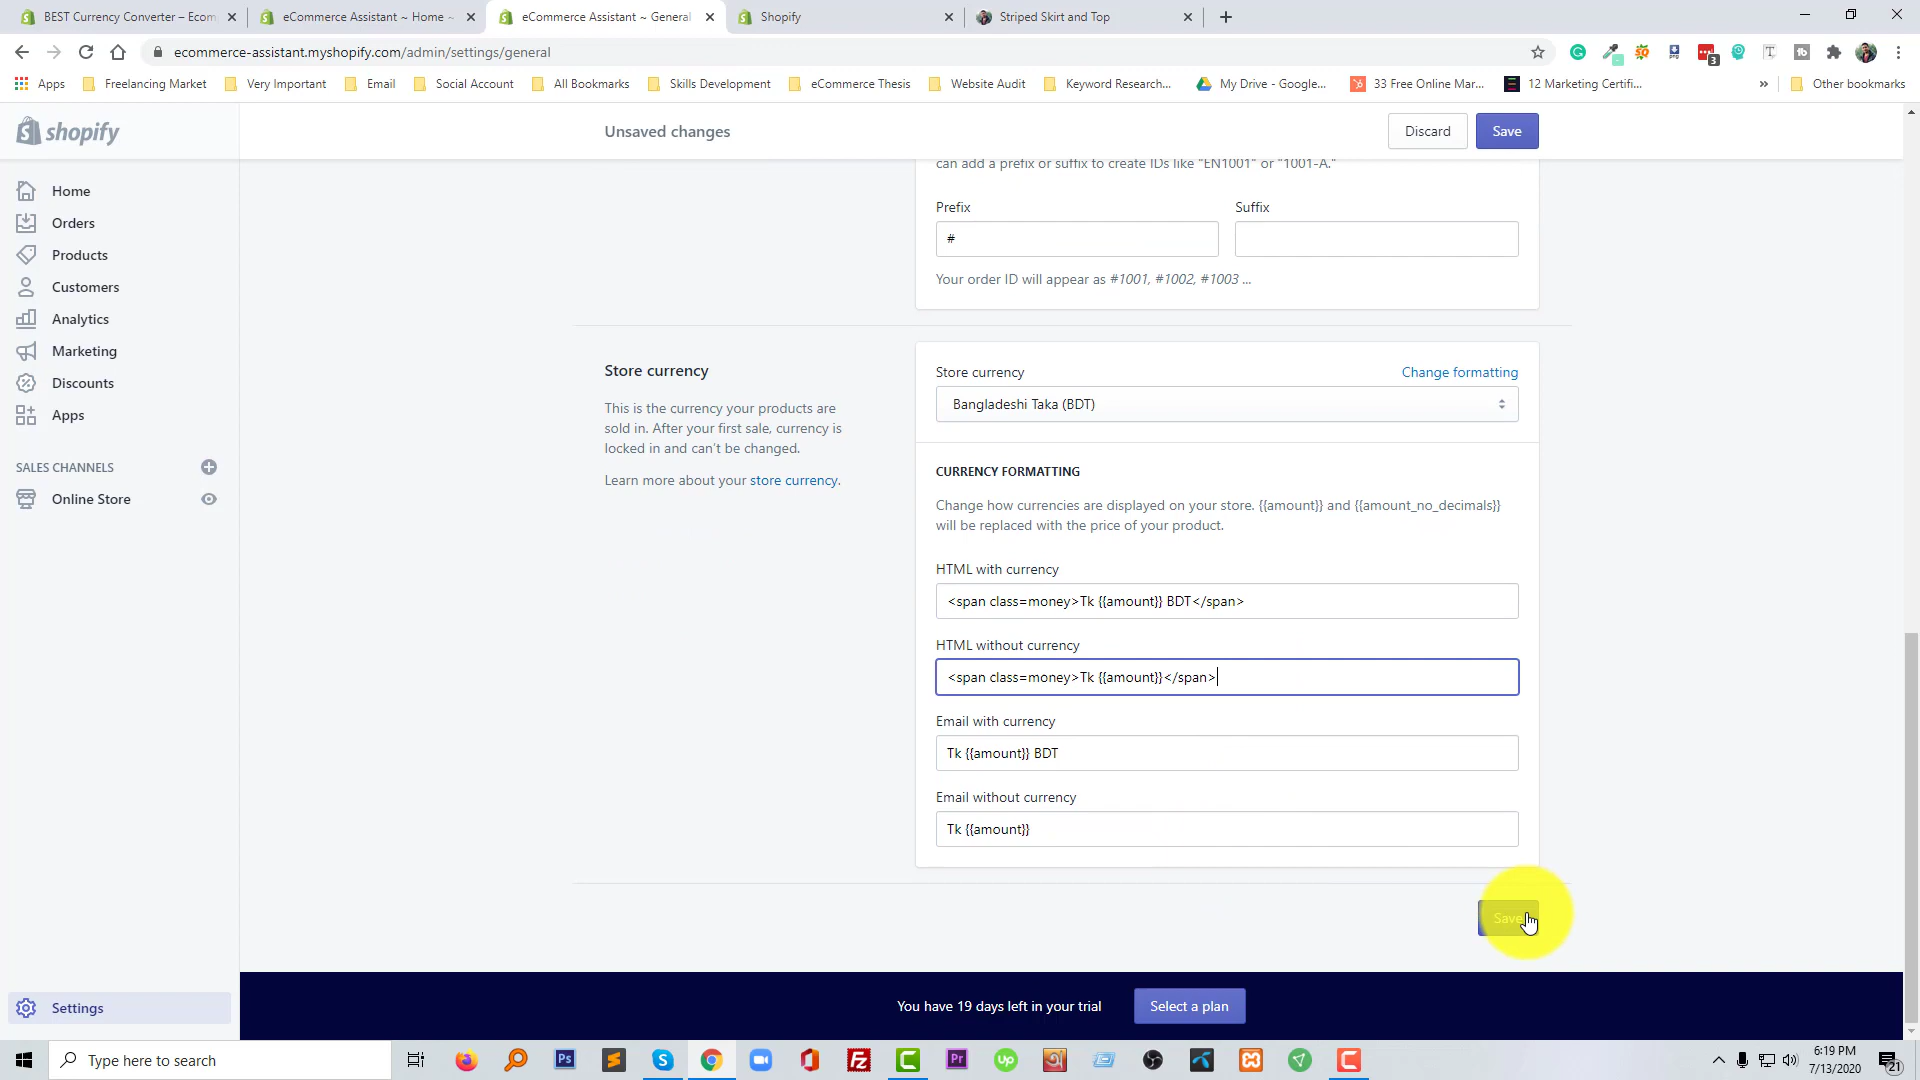 BEST Currency Converter – Ecom
eCommerce Assistant ~ Home ~
eCommerce Assistant ~ General
Shopify
Striped Skirt and Top
ecommerce-assistant.myshopify.com/admin/settings/general
3
Apps
Freelancing Market
Very Important
Email
Social Account
All Bookmarks
Skills Development
eCommerce Thesis
Website Audit
Keyword Research...
My Drive - Google...
33 Free Online Mar...
12 Marketing Certifi...
»
Other bookmarks
shopify
Unsaved changes
Discard
Save
can add a prefix or suffix to create IDs like "EN1001" or "1001-A."
Home
Orders
Products
Customers
Analytics
Marketing
Discounts
Apps
SALES CHANNELS
Online Store
Settings
Prefix
Suffix
#
Your order ID will appear as #1001, #1002, #1003 ...
Store currency
This is the currency your products are
sold in. After your first sale, currency is
locked in and can't be changed.
Learn more about your store currency.
Store currency
Change formatting
Bangladeshi Taka (BDT)
CURRENCY FORMATTING
Change how currencies are displayed on your store. {{amount}} and {{amount_no_decimals}}
will be replaced with the price of your product.
HTML with currency
<span class=money>Tk {{amount}} BDT</span>
HTML without currency
<span class=money>Tk {{amount}}</span>
Email with currency
Tk {{amount}} BDT
Email without currency
Tk {{amount}}
Save
You have 19 days left in your trial
Select a plan
Type here to search
6:19 PM
7/13/2020
21